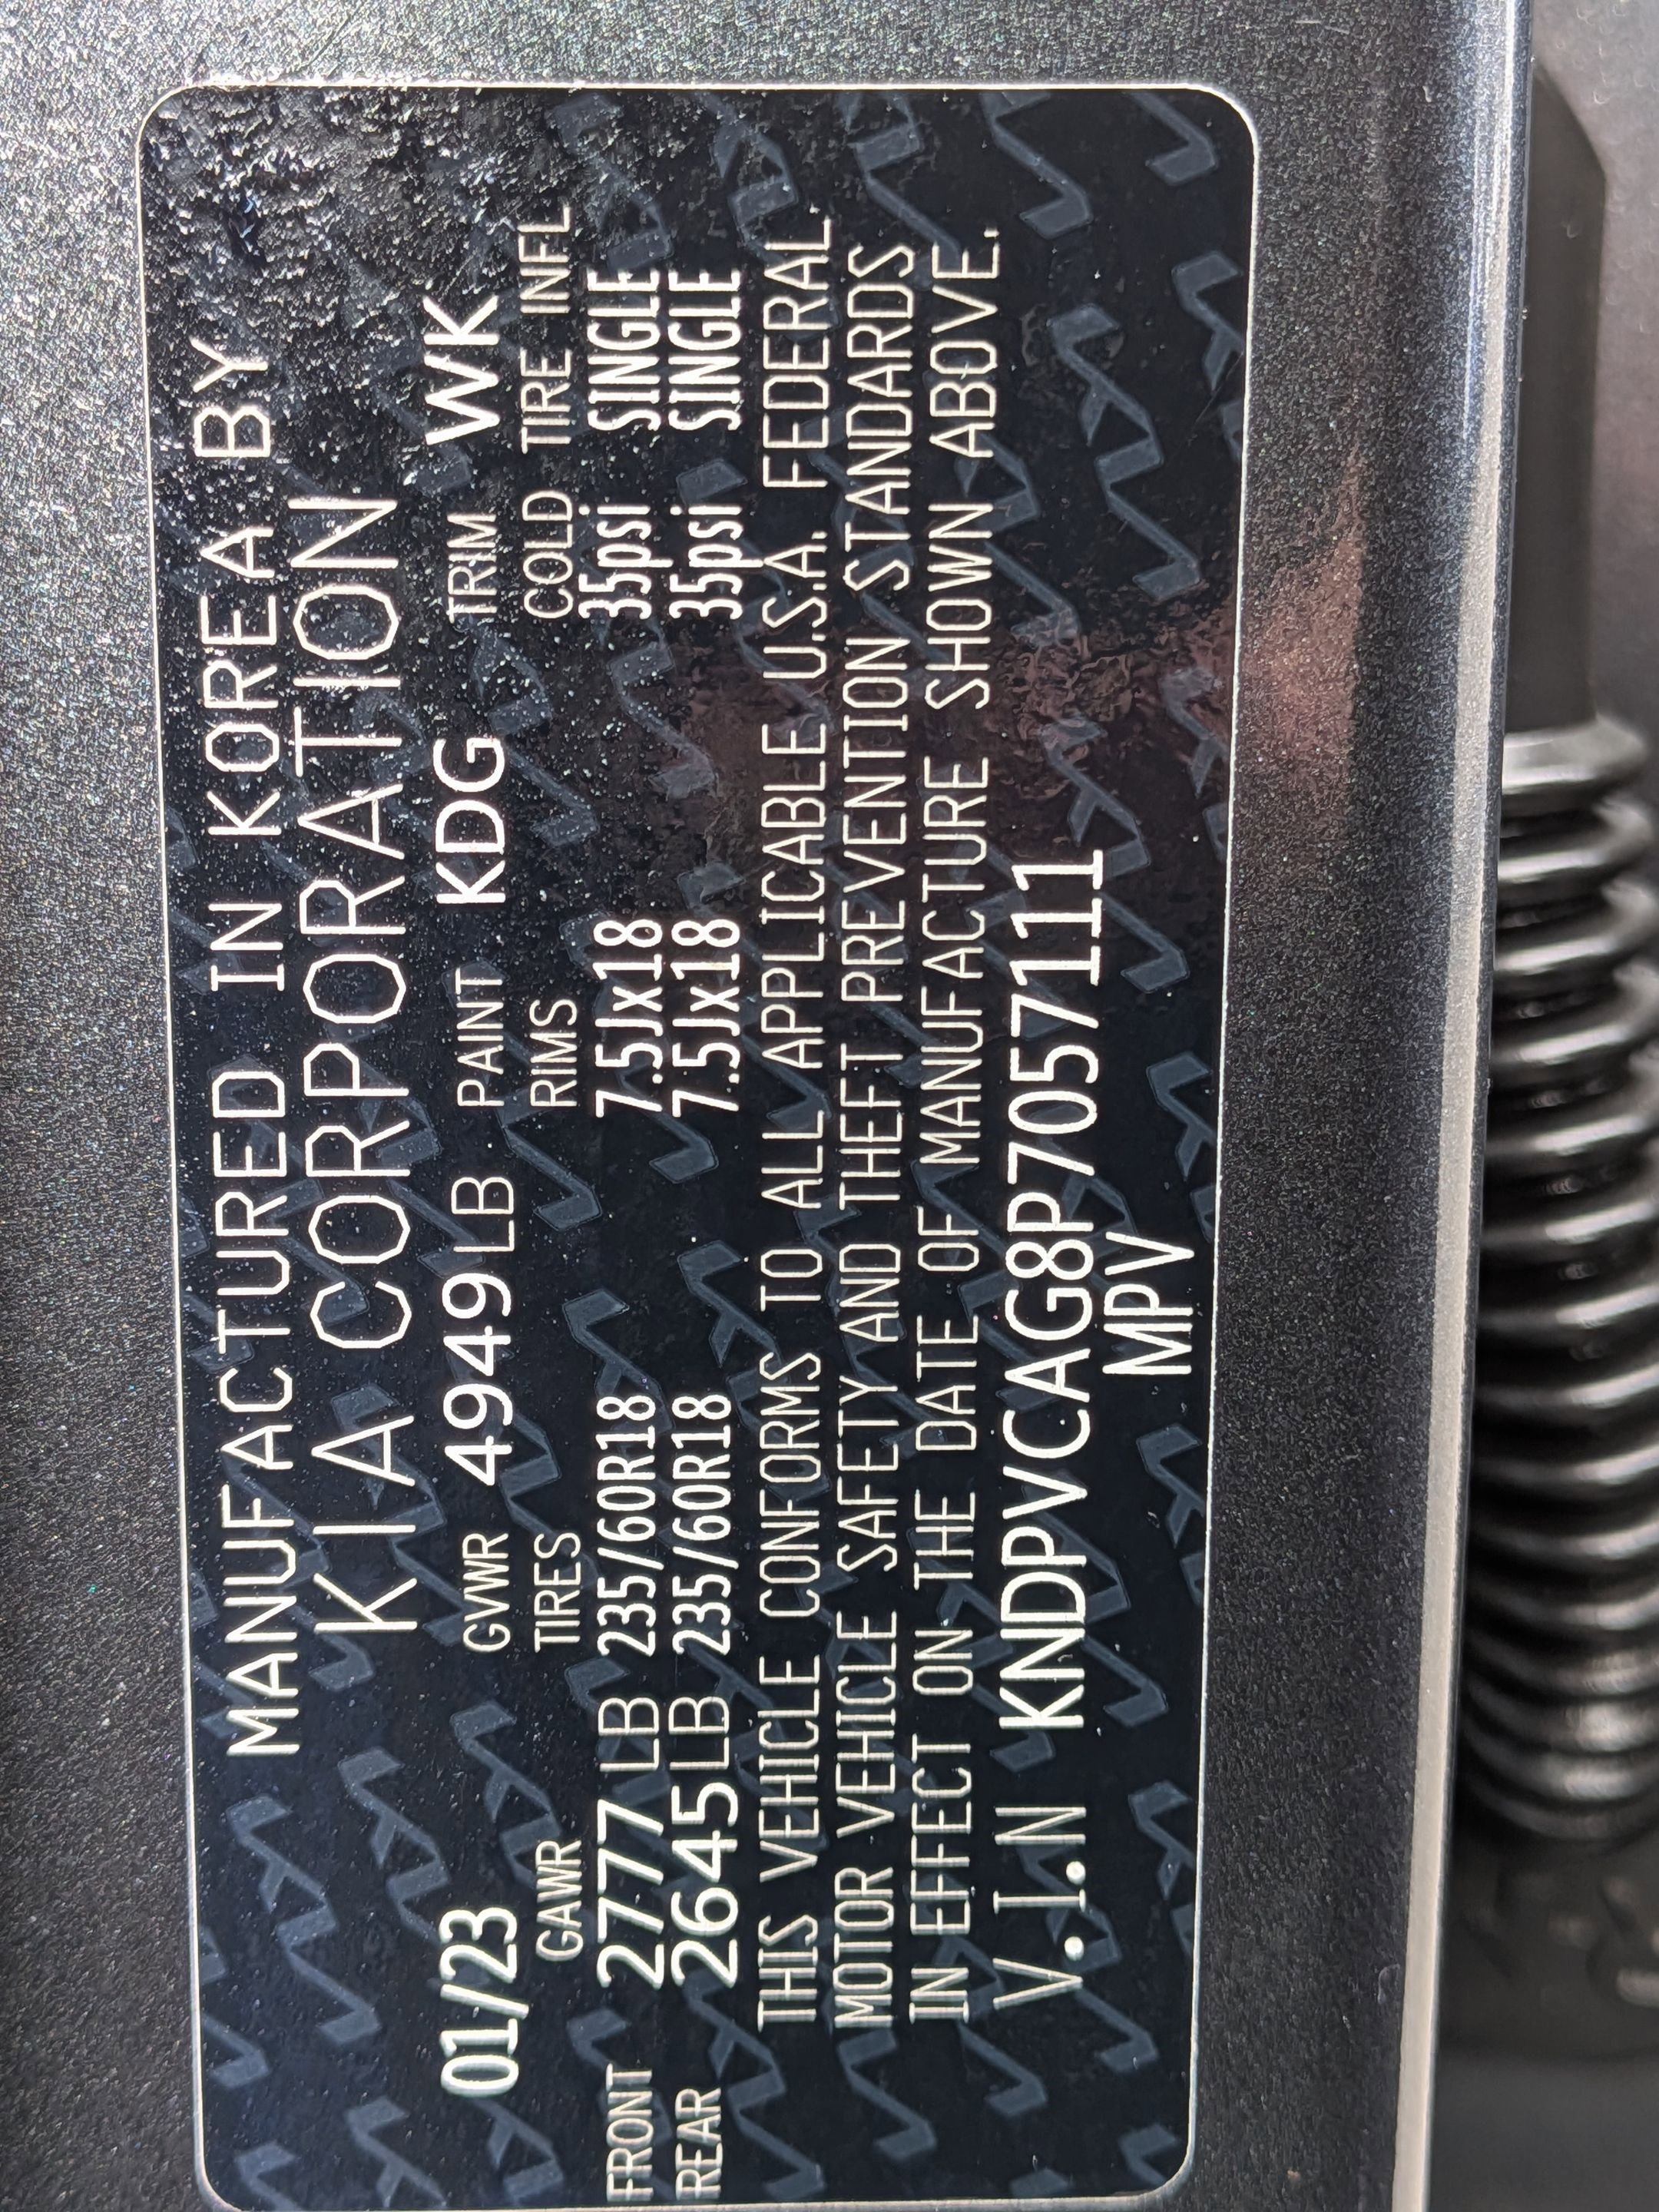 MANUFACTURED IN KOREA BY
KIA CORPORATION
01/23 GVWR 4949LB PAINT KDG TRIM WK
GAWR TIRES RIMS COLD TIRE INFL.
FRONT 2777 LB 235/60R18 7.5Jx18 35psi SINGLE
REAR 2645LB 235/60R18 7.5Jx18 35psi SINGLE
THIS VEHICLE CONFORMS TO ALL APPLICABLE U.S.A. FEDERAL
MOTOR VEHICLE SAFETY AND THEFT PREVENTION STANDARDS
IN EFFECT ON THE DATE OF MANUFACTURE SHOWN ABOVE.
V.I.N KNDPVCAG8P7057111
MPV